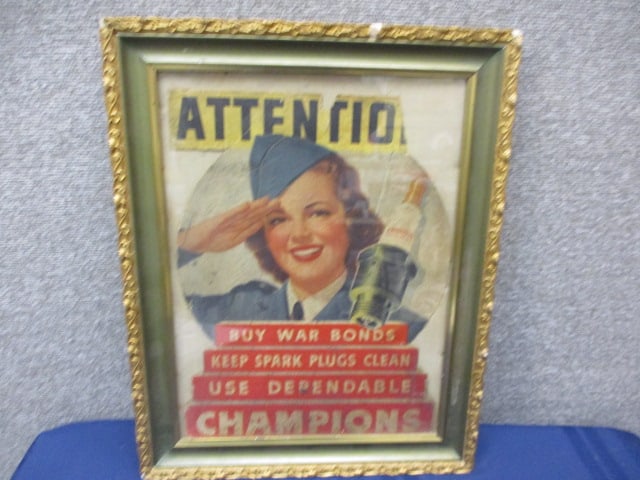 ATTENTIO
BUY WAR BONDS
KEEP SPARK PLUGS CLEAN
USE DEPENDABLE
CHAMPIONS